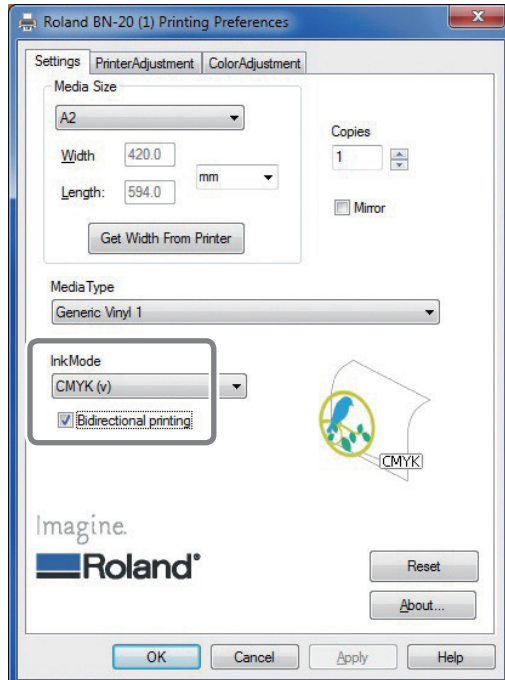 Roland BN-20 (1) Printing Preferences
x
Settings PrinterAdjustment ColorAdjustment
Media Size
A2
Width 420.0
mm
Length: 594.0
Get Width From Printer
Copies
1
Mirror
MediaType
Generic Vinyl 1
InkMode
CMYK (v)
Bidirectional printing
CMYK
Imagine.
Roland®
Reset
About...
OK Cancel Apply Help